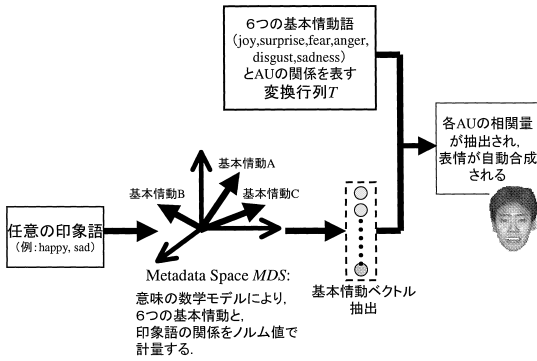 6つの基本情動語
(joy,surprise,fear,anger,
disgust,sadness)
とAUの関係を表す
変換行列T
各AUの相関量
が抽出され,
表情が自動合成
される
基本情動A
基本情動B
基本情動C
任意の印象語
(例:happy, sad)
Metadata Space MDS:
意味の数学モデルにより,
6つの基本情動と,
印象語の関係をノルム値で
計量する.
基本情動ベクトル
抽出